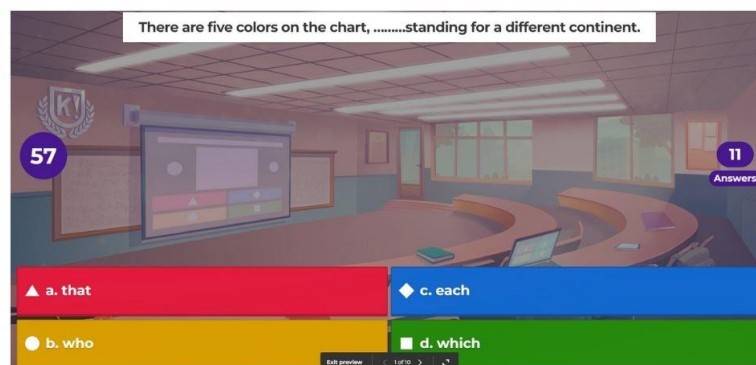 There are five colors on the chart, .........standing for a different continent.
K!
57
11
Answers
a. that
c. each
b. who
d. which
Exit preview
1 of 10